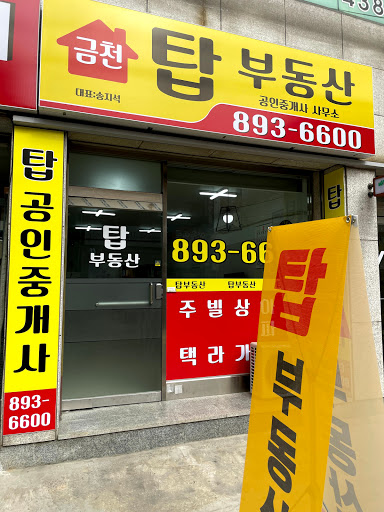 438
금천
탑 부동산
대표:송지석
공인중개사 사무소
893-6600
탑 공인중개사
893-
6600
탑
부동산
893-66
탑부동산 탑부동산
주 빌 상
택 라 가
탑
탑 부동산